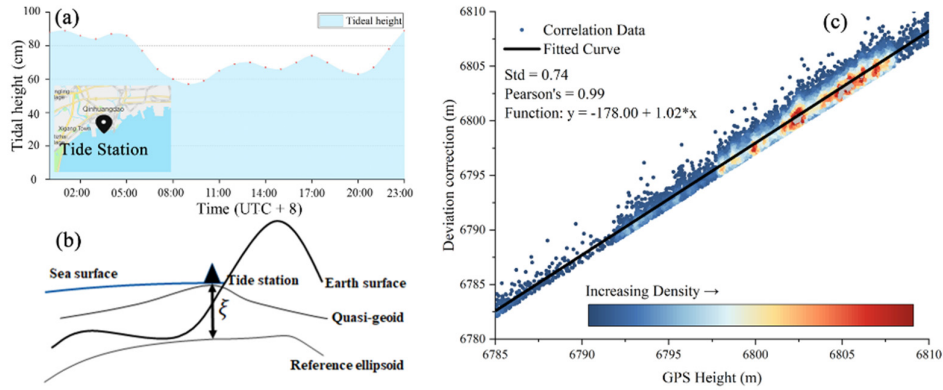 (a)
Tideal height
Tidal height (cm)
100
80
60
40
20
0
02:00
05:00
08:00
11:00
14:00
17:00
20:00
23:00
Time (UTC + 8)
Qinhuangdao
Xigang Town
Tide Station
(b)
Sea surface
Tide station
Earth surface
ξ
Quasi-geoid
Reference ellipsoid
(c)
Correlation Data
Fitted Curve
Std = 0.74
Pearson's = 0.99
Function: y = -178.00 + 1.02*x
Deviation correction (m)
6810
6805
6800
6795
6790
6785
6780
Increasing Density →
6785
6790
6795
6800
6805
6810
GPS Height (m)